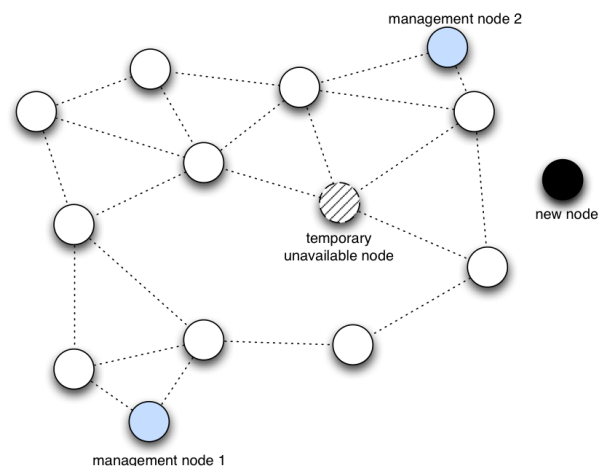 management node 2
new node
temporary
unavailable node
management node 1